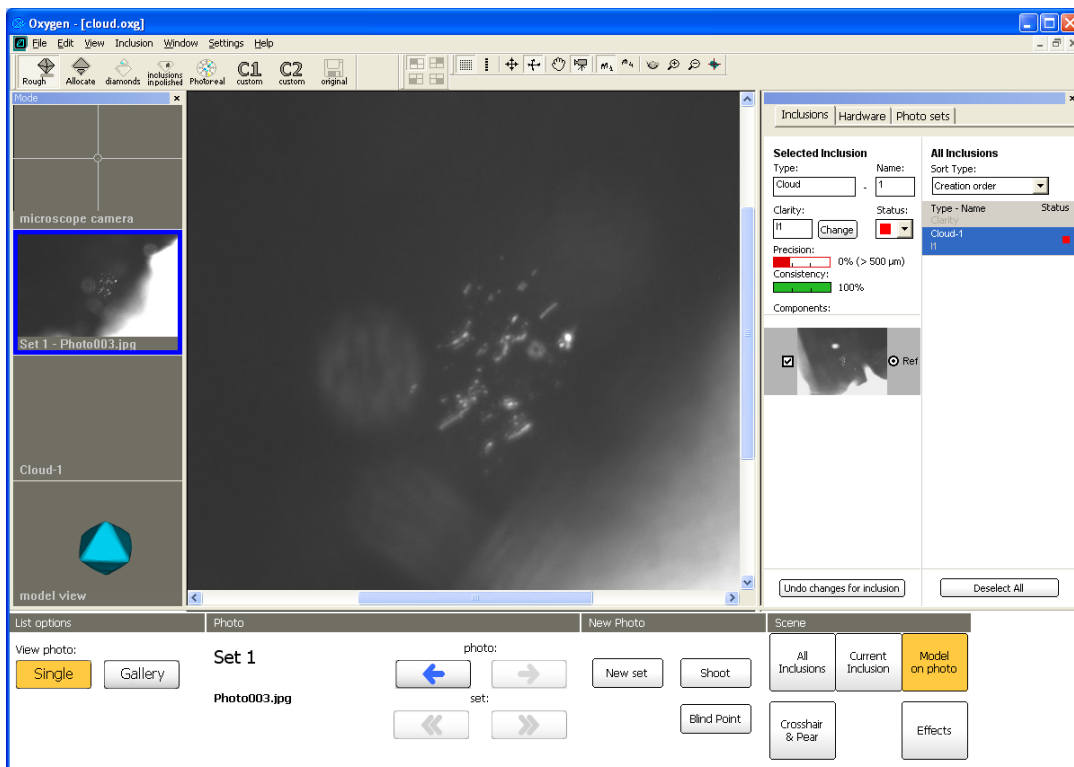 Oxygen - [cloud.oxg]
File Edit View Inclusion Window Settings Help
Rough Allocate diamonds inclusions in polished Photoreal C1 custom C2 custom original
Mode
microscope camera
Set 1 - Photo003.jpg
Cloud-1
model view
Inclusions Hardware Photo sets
Selected Inclusion
Type: Name:
Cloud - 1
Clarity: Status:
I1 Change
Precision:
0% (> 500 µm)
Consistency:
100%
Components:
Ref
Undo changes for inclusion
All Inclusions
Sort Type:
Creation order
Type - Name Status
Clarity
Cloud-1
I1
Deselect All
List options
View photo:
Single Gallery
Photo
Set 1
Photo003.jpg
photo:
set:
New Photo
New set Shoot
Blind Point
Scene
All Inclusions
Current Inclusion
Model on photo
Crosshair & Pear
Effects